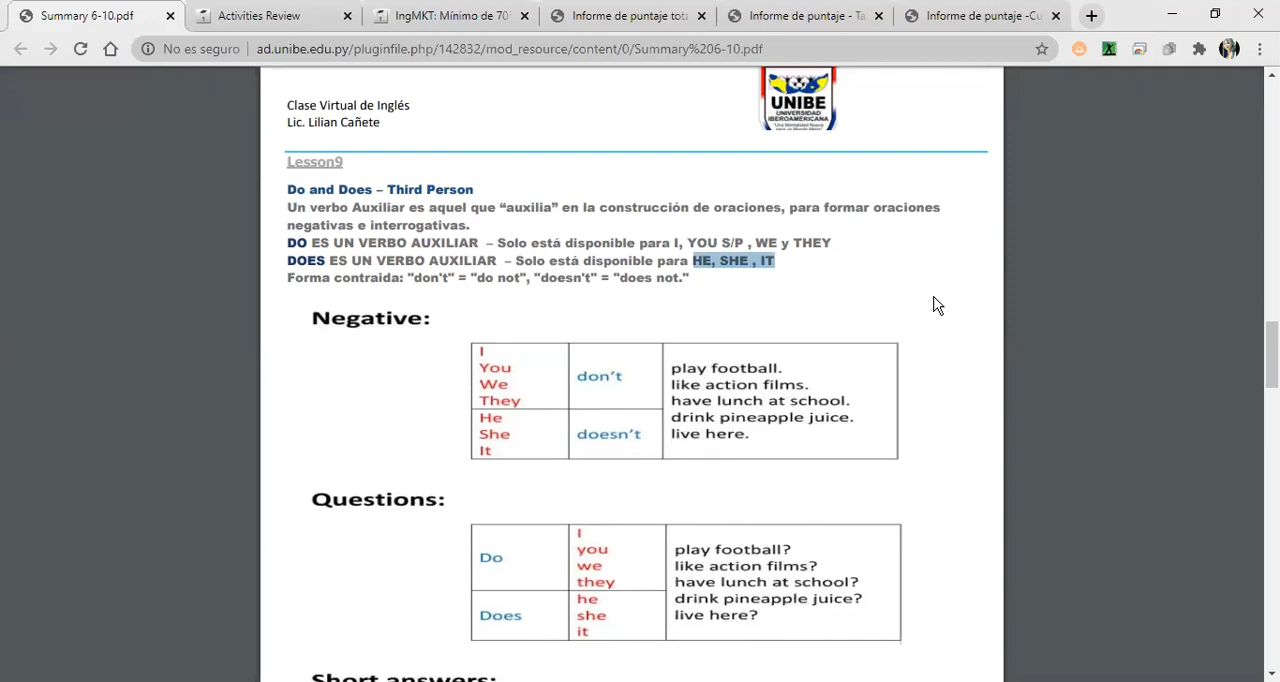 Summary 6-10.pdf
Activities Review
IngMKT: Mínimo de 70
Informe de puntaje tota
Informe de puntaje - Ta
Informe de puntaje -Cu
No es seguro
ad.unibe.edu.py/pluginfile.php/142832/mod_resource/content/0/Summary%206-10.pdf
Clase Virtual de Inglés
Lic. Lilian Cañete
UNIBE
UNIVERSIDAD
IBEROAMERICANA
Lesson9
Do and Does – Third Person
Un verbo Auxiliar es aquel que “auxilia” en la construcción de oraciones, para formar oraciones
negativas e interrogativas.
DO ES UN VERBO AUXILIAR – Solo está disponible para I, YOU S/P , WE y THEY
DOES ES UN VERBO AUXILIAR – Solo está disponible para HE, SHE , IT
Forma contraida: "don't" = "do not", "doesn't" = "does not."
Negative:
I
You
We
They
don’t
He
She
It
doesn’t
play football.
like action films.
have lunch at school.
drink pineapple juice.
live here.
Questions:
Do
I
you
we
they
Does
he
she
it
play football?
like action films?
have lunch at school?
drink pineapple juice?
live here?
Short answers: